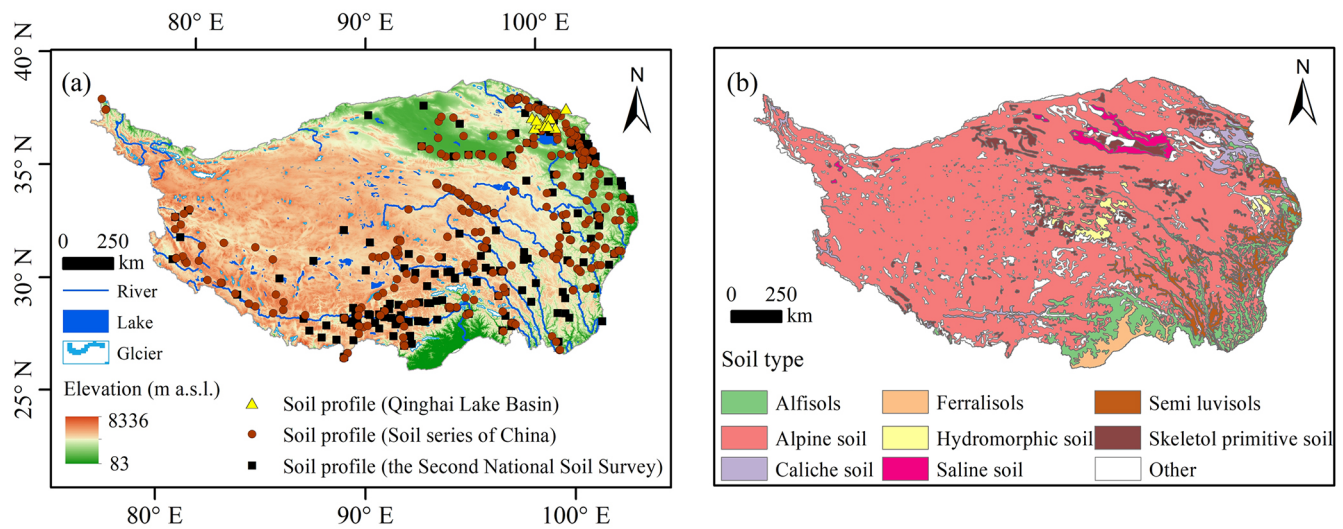 80° E
90° E
100° E
40° N
35° N
30° N
25° N
(a)
N
0
250
km
River
Lake
Glcier
Elevation (m a.s.l.)
8336
83
Soil profile (Qinghai Lake Basin)
Soil profile (Soil series of China)
Soil profile (the Second National Soil Survey)
80° E
90° E
100° E
(b)
N
0
250
km
Soil type
Alfisols
Ferralisols
Semi luvisols
Alpine soil
Hydromorphic soil
Skeletol primitive soil
Caliche soil
Saline soil
Other